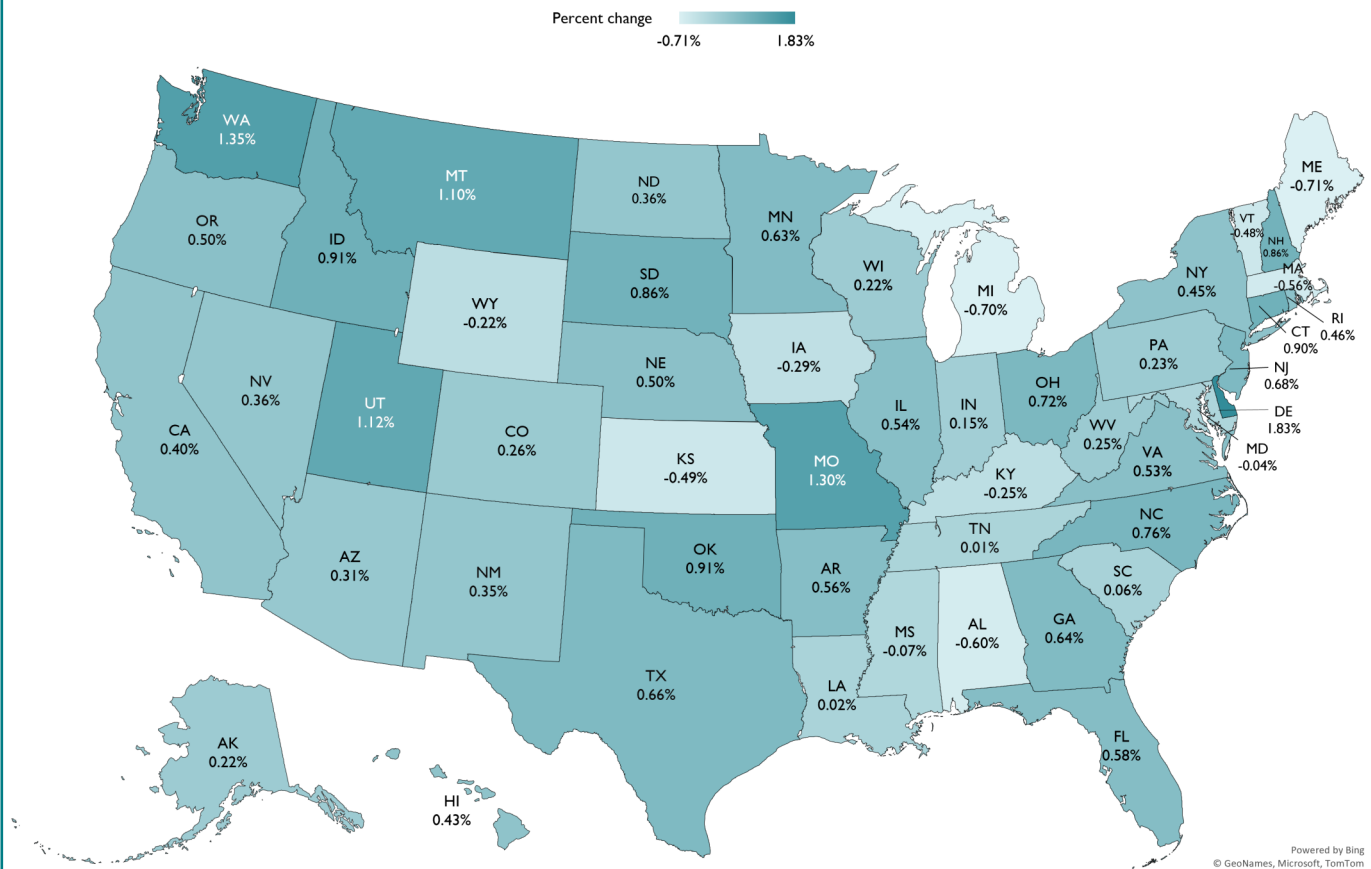 Percent change
-0.71% 1.83%
WA
1.35%
MT
1.10%
ND
0.36%
MN
0.63%
ME
-0.71%
OR
0.50%
ID
0.91%
VT
-0.48%
NH
0.86%
SD
0.86%
WI
0.22%
MI
-0.70%
NY
0.45%
MA
-0.56%
WY
-0.22%
RI
0.46%
CT
0.90%
IA
-0.29%
PA
0.23%
NE
0.50%
NJ
0.68%
NV
0.36%
UT
1.12%
OH
0.72%
IL
0.54%
IN
0.15%
DE
1.83%
CA
0.40%
CO
0.26%
WV
0.25%
MD
-0.04%
KS
-0.49%
MO
1.30%
VA
0.53%
KY
-0.25%
NC
0.76%
TN
0.01%
AZ
0.31%
NM
0.35%
OK
0.91%
AR
0.56%
SC
0.06%
MS
-0.07%
AL
-0.60%
GA
0.64%
TX
0.66%
LA
0.02%
FL
0.58%
AK
0.22%
HI
0.43%
Powered by Bing
© GeoNames, Microsoft, TomTom